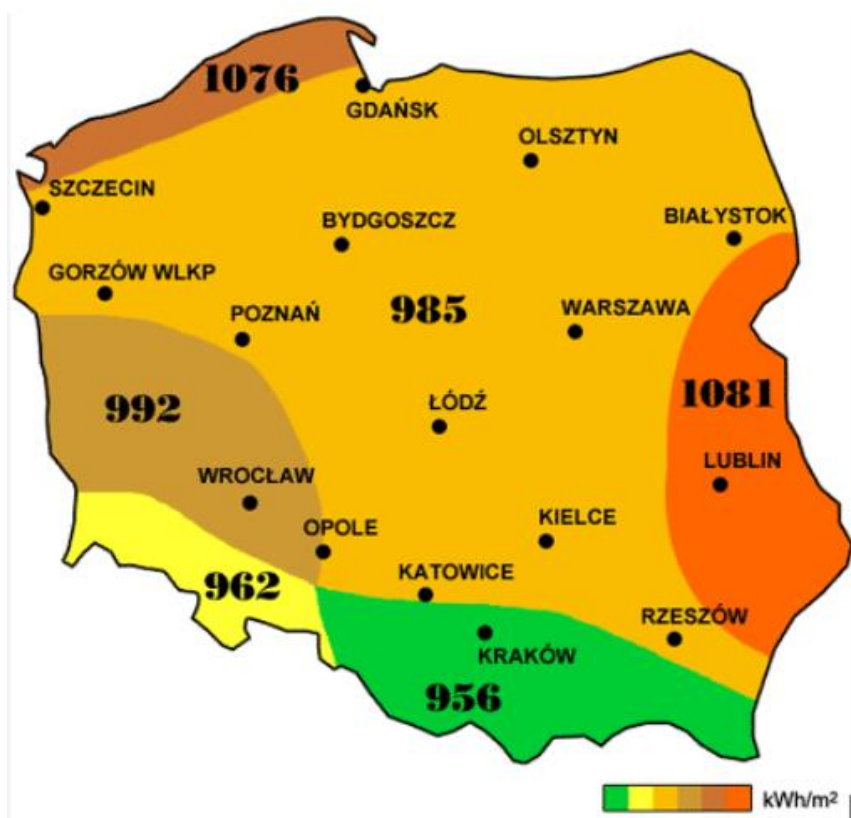 1076
GDAŃSK
OLSZTYN
SZCZECIN
BYDGOSZCZ
BIAŁYSTOK
GORZÓW WLKP
985
WARSZAWA
POZNAŃ
992
ŁÓDŹ
1081
WROCŁAW
LUBLIN
OPOLE
KIELCE
962
KATOWICE
RZESZÓW
KRAKÓW
956
kWh/m²